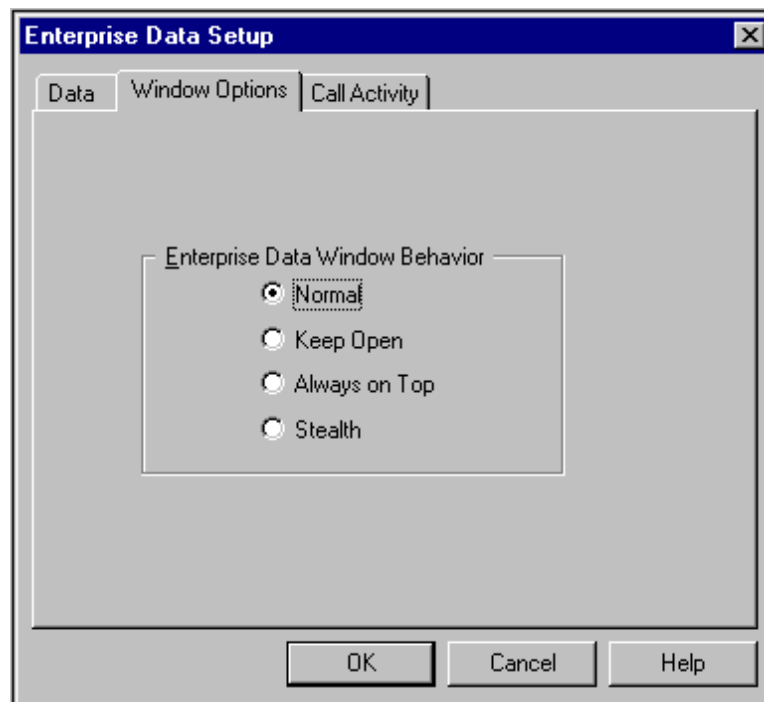 Enterprise Data Setup
Data
Window Options
Call Activity
Enterprise Data Window Behavior
Normal
Keep Open
Always on Top
Stealth
OK
Cancel
Help